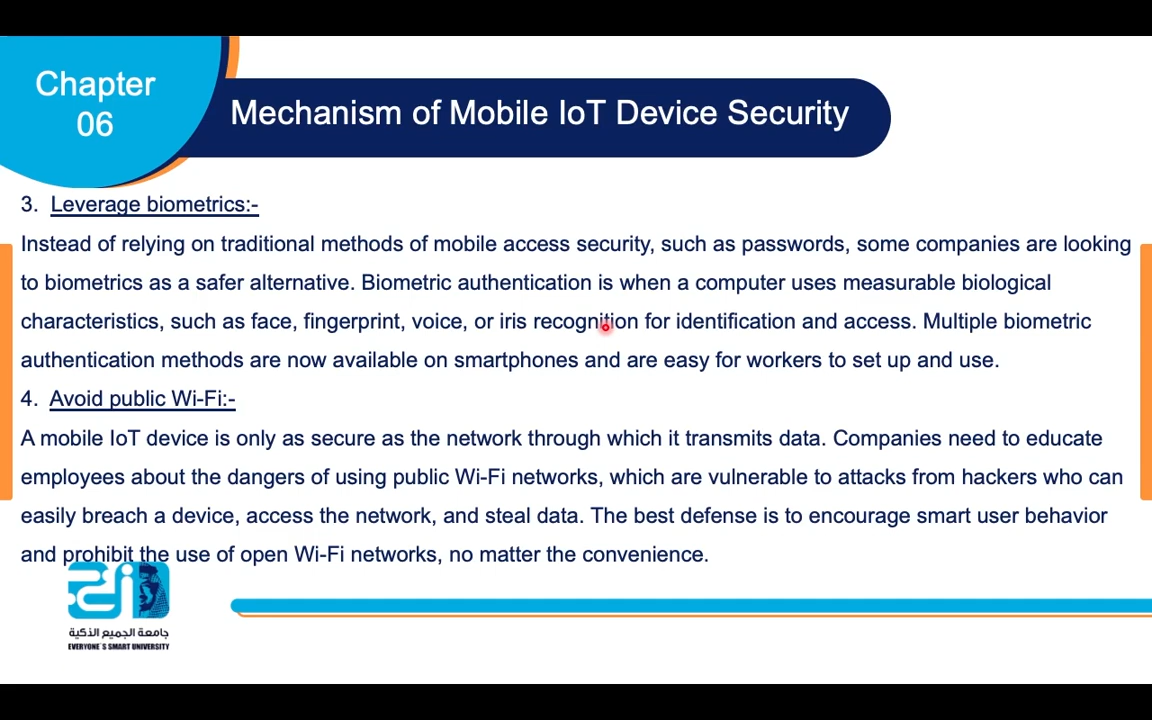 Chapter
06
Mechanism of Mobile IoT Device Security
3. Leverage biometrics:-
Instead of relying on traditional methods of mobile access security, such as passwords, some companies are looking
to biometrics as a safer alternative. Biometric authentication is when a computer uses measurable biological
characteristics, such as face, fingerprint, voice, or iris recognition for identification and access. Multiple biometric
authentication methods are now available on smartphones and are easy for workers to set up and use.
4. Avoid public Wi-Fi:-
A mobile IoT device is only as secure as the network through which it transmits data. Companies need to educate
employees about the dangers of using public Wi-Fi networks, which are vulnerable to attacks from hackers who can
easily breach a device, access the network, and steal data. The best defense is to encourage smart user behavior
and prohibit the use of open Wi-Fi networks, no matter the convenience.
جامعة الجميع الذكية
EVERYONE'S SMART UNIVERSITY